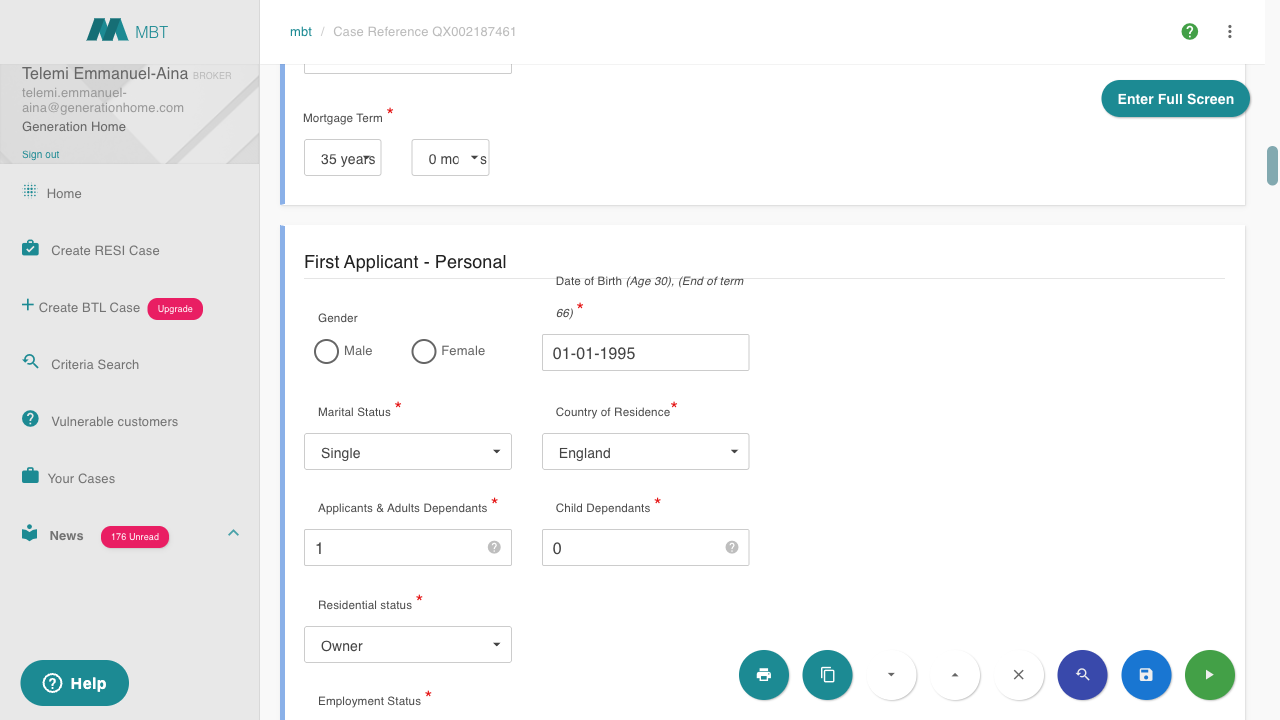 MBT
mbt / Case Reference QX002187461
Telemi Emmanuel-Aina BROKER
telemi.emmanuel-
aina@generationhome.com
Generation Home
Sign out
Home
Create RESI Case
Create BTL Case Upgrade
Criteria Search
Vulnerable customers
Your Cases
News 176 Unread
Help
Enter Full Screen
Mortgage Term *
35 years 0 mo s
First Applicant - Personal
Gender
Male Female
Date of Birth (Age 30), (End of term
66) *
01-01-1995
Marital Status * Country of Residence*
Single England
Applicants & Adults Dependants * Child Dependants *
1 0
Residential status *
Owner
Employment Status *